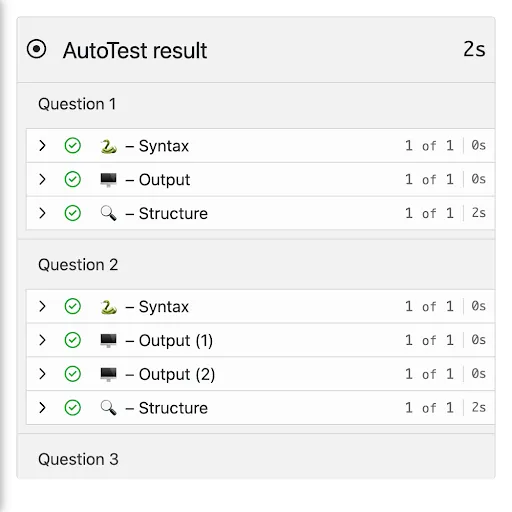 AutoTest result 2s
Question 1
– Syntax 1 of 1 0s
– Output 1 of 1 0s
– Structure 1 of 1 2s
Question 2
– Syntax 1 of 1 0s
– Output (1) 1 of 1 0s
– Output (2) 1 of 1 0s
– Structure 1 of 1 2s
Question 3